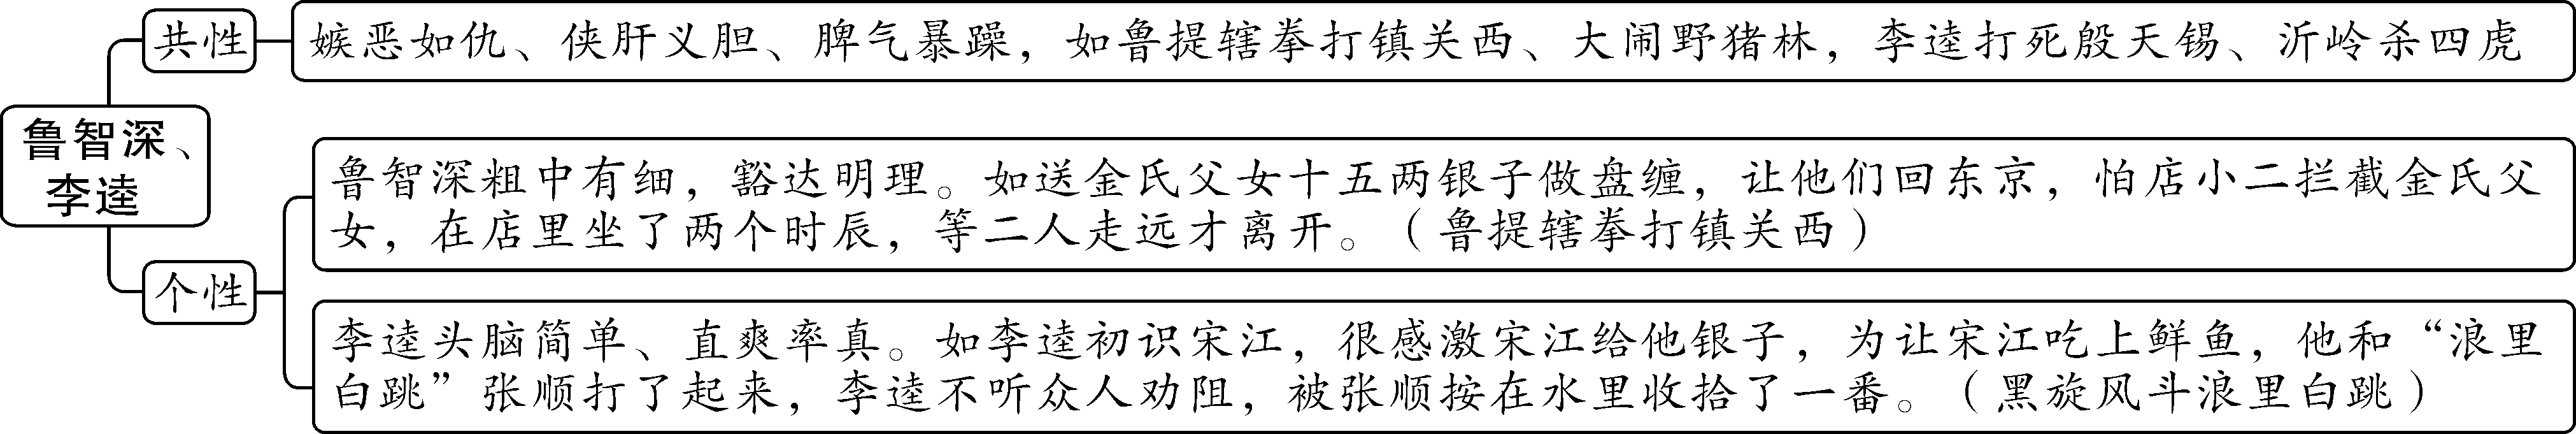 共性
嫉恶如仇、侠肝义胆、脾气暴躁，如鲁提辖拳打镇关西、大闹野猪林，李逵打死殷天锡、沂岭杀四虎
鲁智深、
李逵
个性
鲁智深粗中有细，豁达明理。如送金氏父女十五两银子做盘缠，让他们回东京，怕店小二拦截金氏父
女，在店里坐了两个时辰，等二人走远才离开。（鲁提辖拳打镇关西）
李逵头脑简单、直爽率真。如李逵初识宋江，很感激宋江给他银子，为让宋江吃上鲜鱼，他和“浪里
白跳”张顺打了起来，李逵不听众人劝阻，被张顺按在水里收拾了一番。（黑旋风斗浪里白跳）